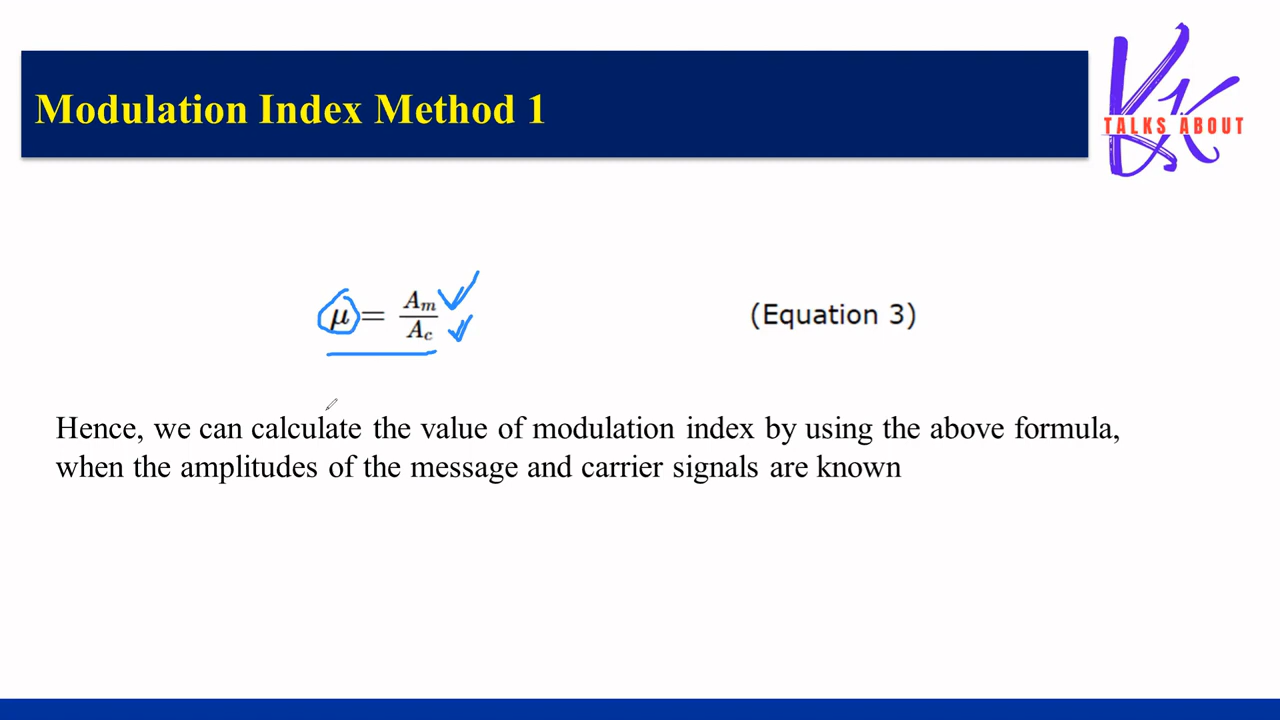 Modulation Index Method 1
KK
TALKS ABOUT
μ = A_m / A_c
(Equation 3)
Hence, we can calculate the value of modulation index by using the above formula,
when the amplitudes of the message and carrier signals are known